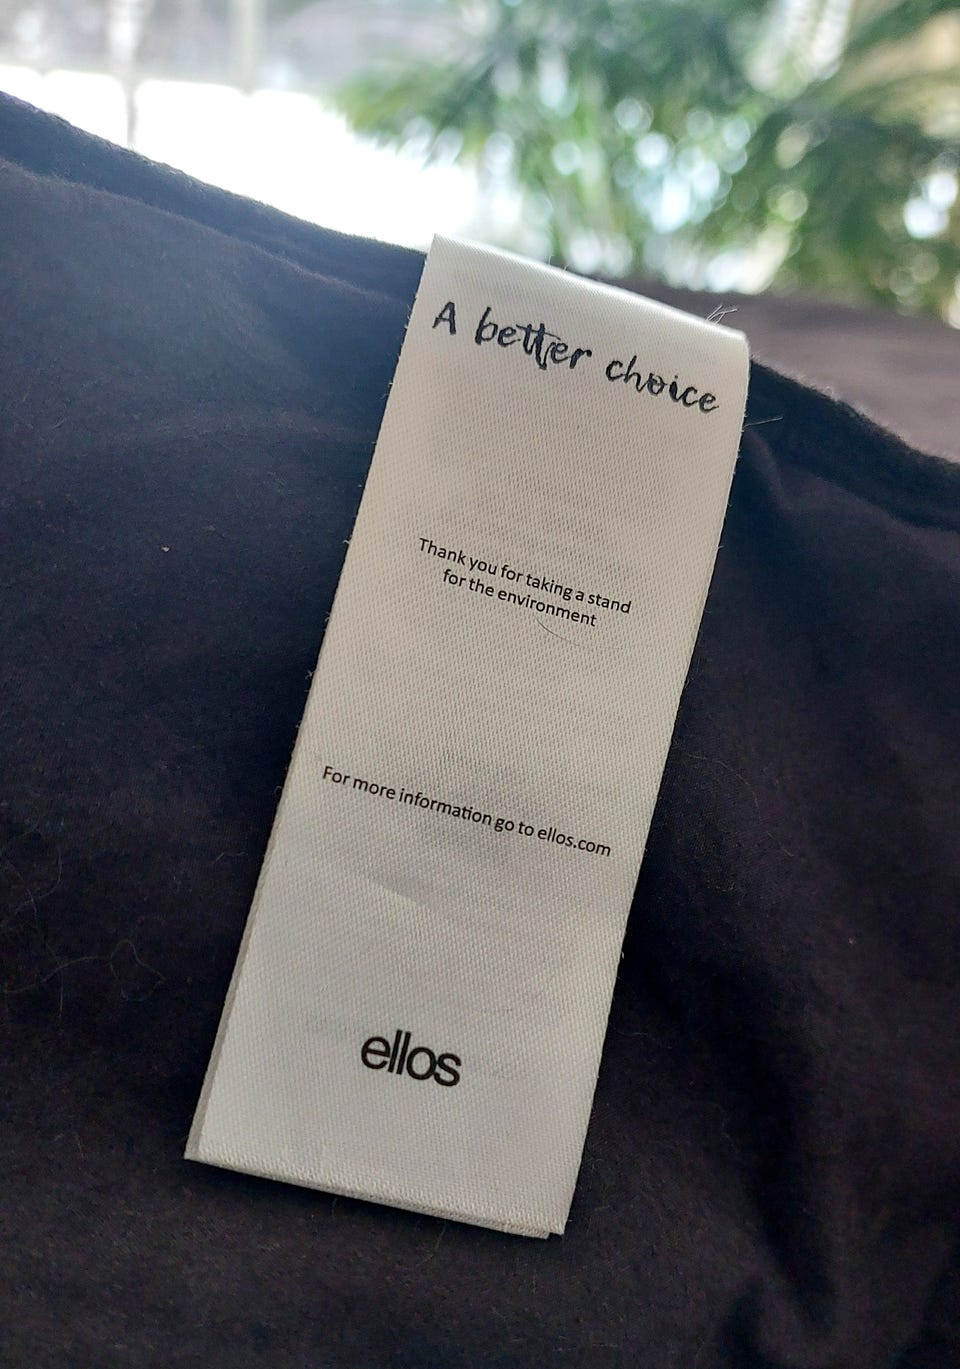 A better choice
Thank you for taking a stand
for the environment
For more information go to ellos.com
ellos